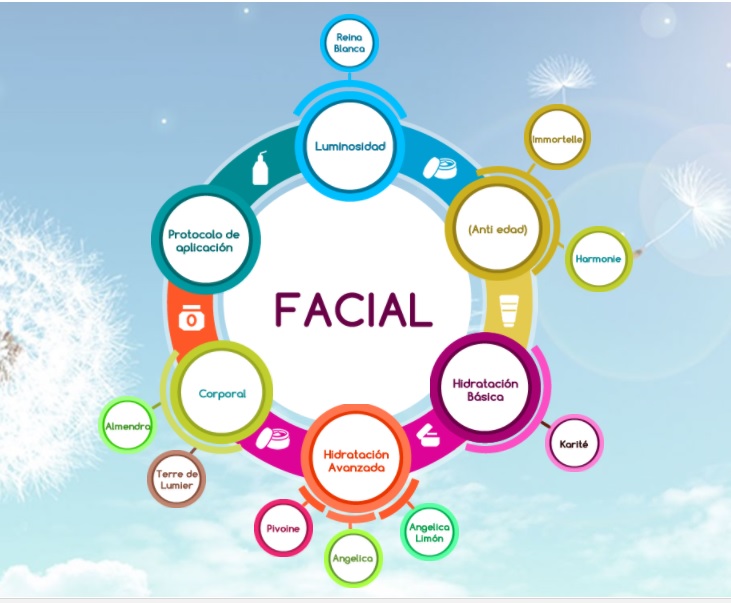 Reina
Blanca
Luminosidad
Immortelle
(Anti edad)
Harmonie
Protocolo de
aplicación
FACIAL
Hidratación
Básica
Karité
Corporal
Almendra
Terre de
Lumier
Hidratación
Avanzada
Pivoine
Angelica
Angelica
Limón